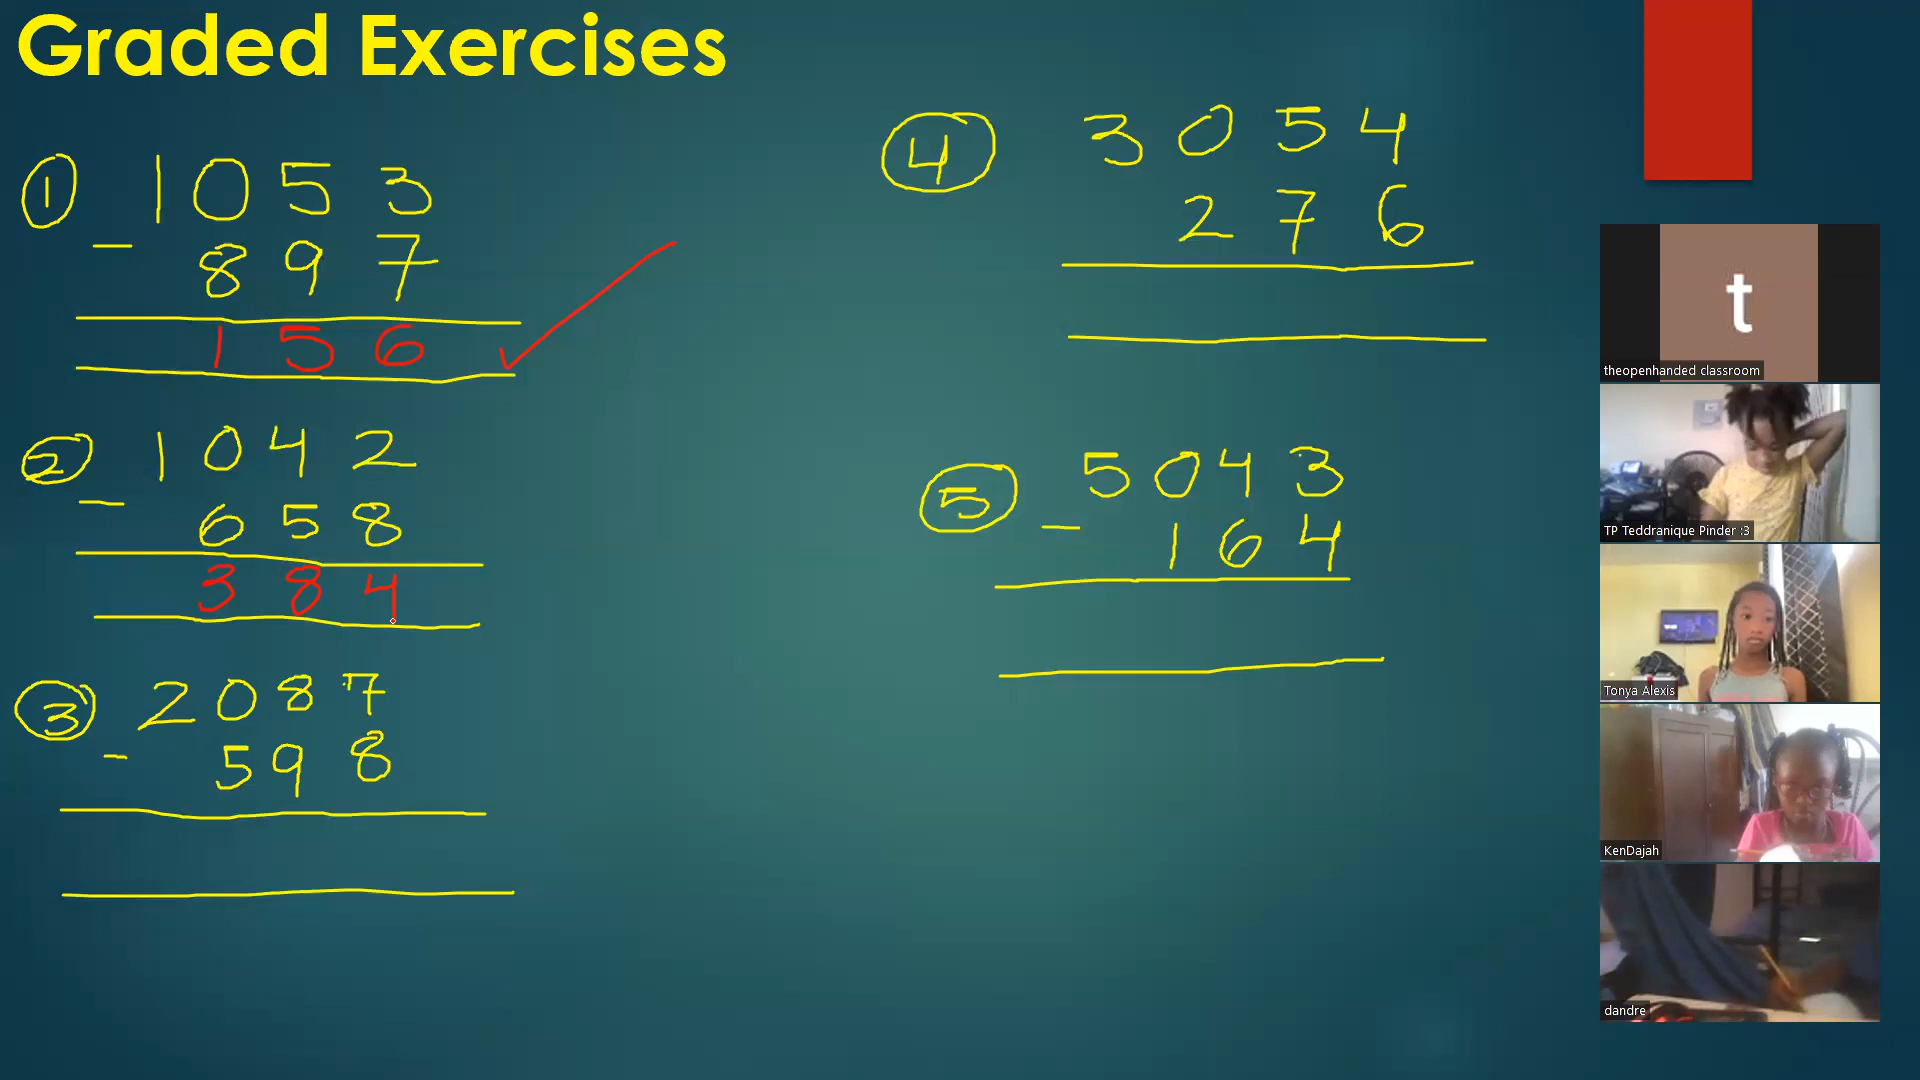 Graded Exercises
① 1053
- 897
156
② 1042
- 658
384
③ 2087
- 598
④ 3054
276
⑤ 5043
- 164
t
theopenhanded classroom
TP Teddranique Pinder :3
Tonya Alexis
KenDajah
dandre